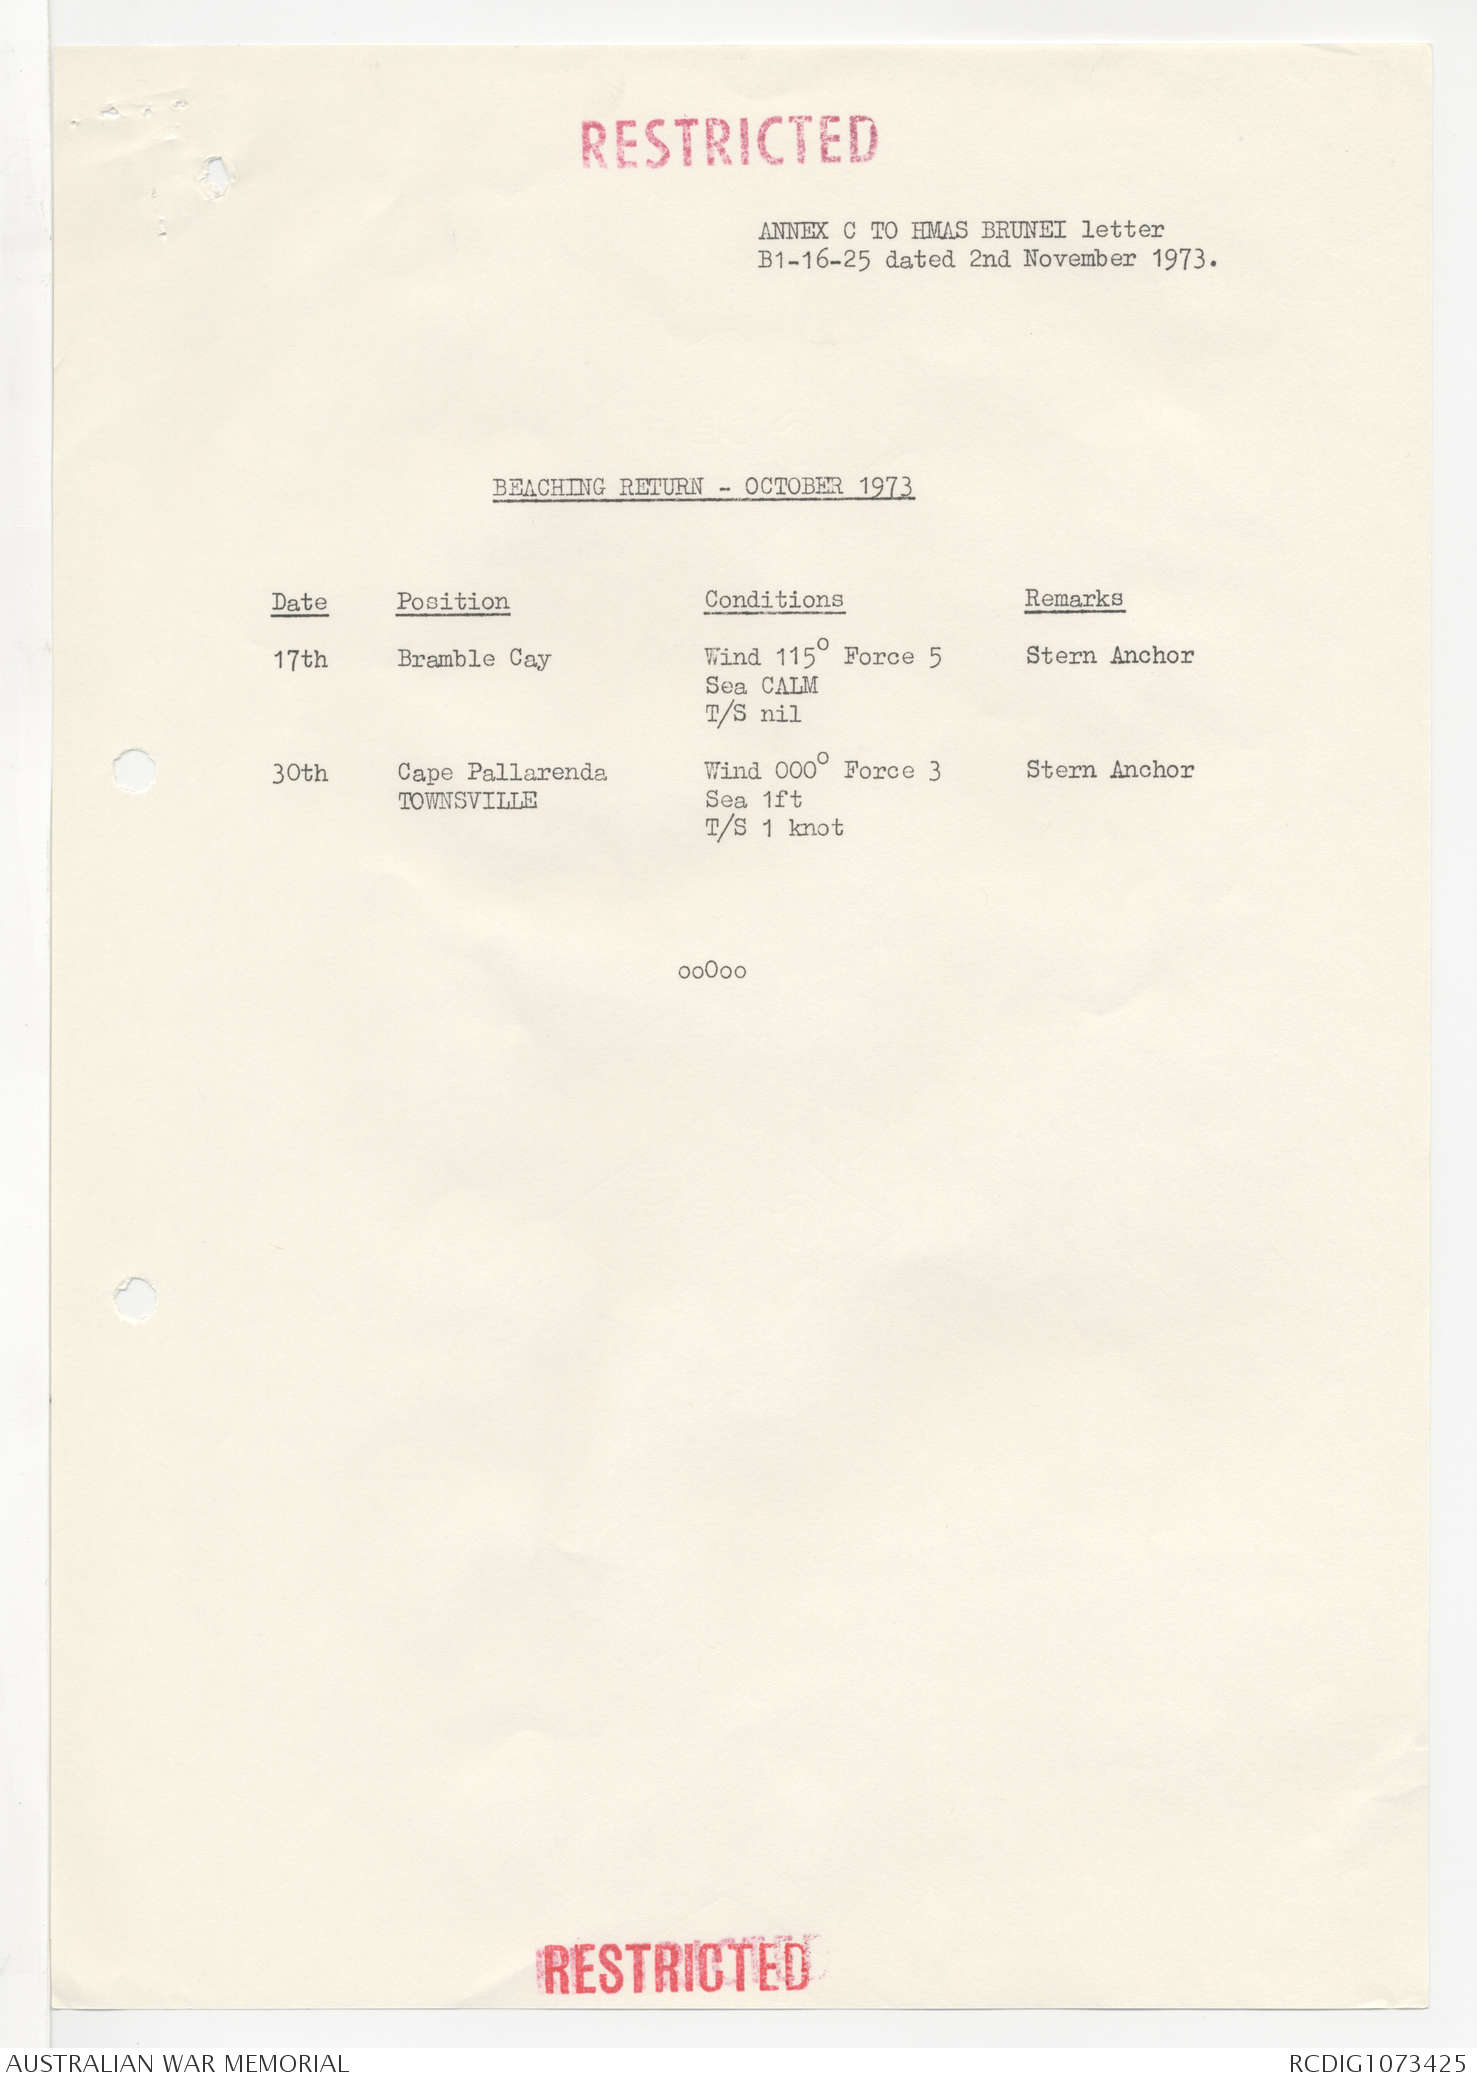 RESTRICTED
ANNEX C TO HMAS BRUNEI letter
B1-16-25 dated 2nd November 1973.
BEACHING RETURN - OCTOBER 1973
Date Position Conditions Remarks
17th Bramble Cay Wind 115° Force 5 Stern Anchor
Sea CALM
T/S nil
30th Cape Pallarenda Wind 000° Force 3 Stern Anchor
TOWNSVILLE Sea 1ft
T/S 1 knot
ooOoo
RESTRICTED
AUSTRALIAN WAR MEMORIAL RCDIG1073425